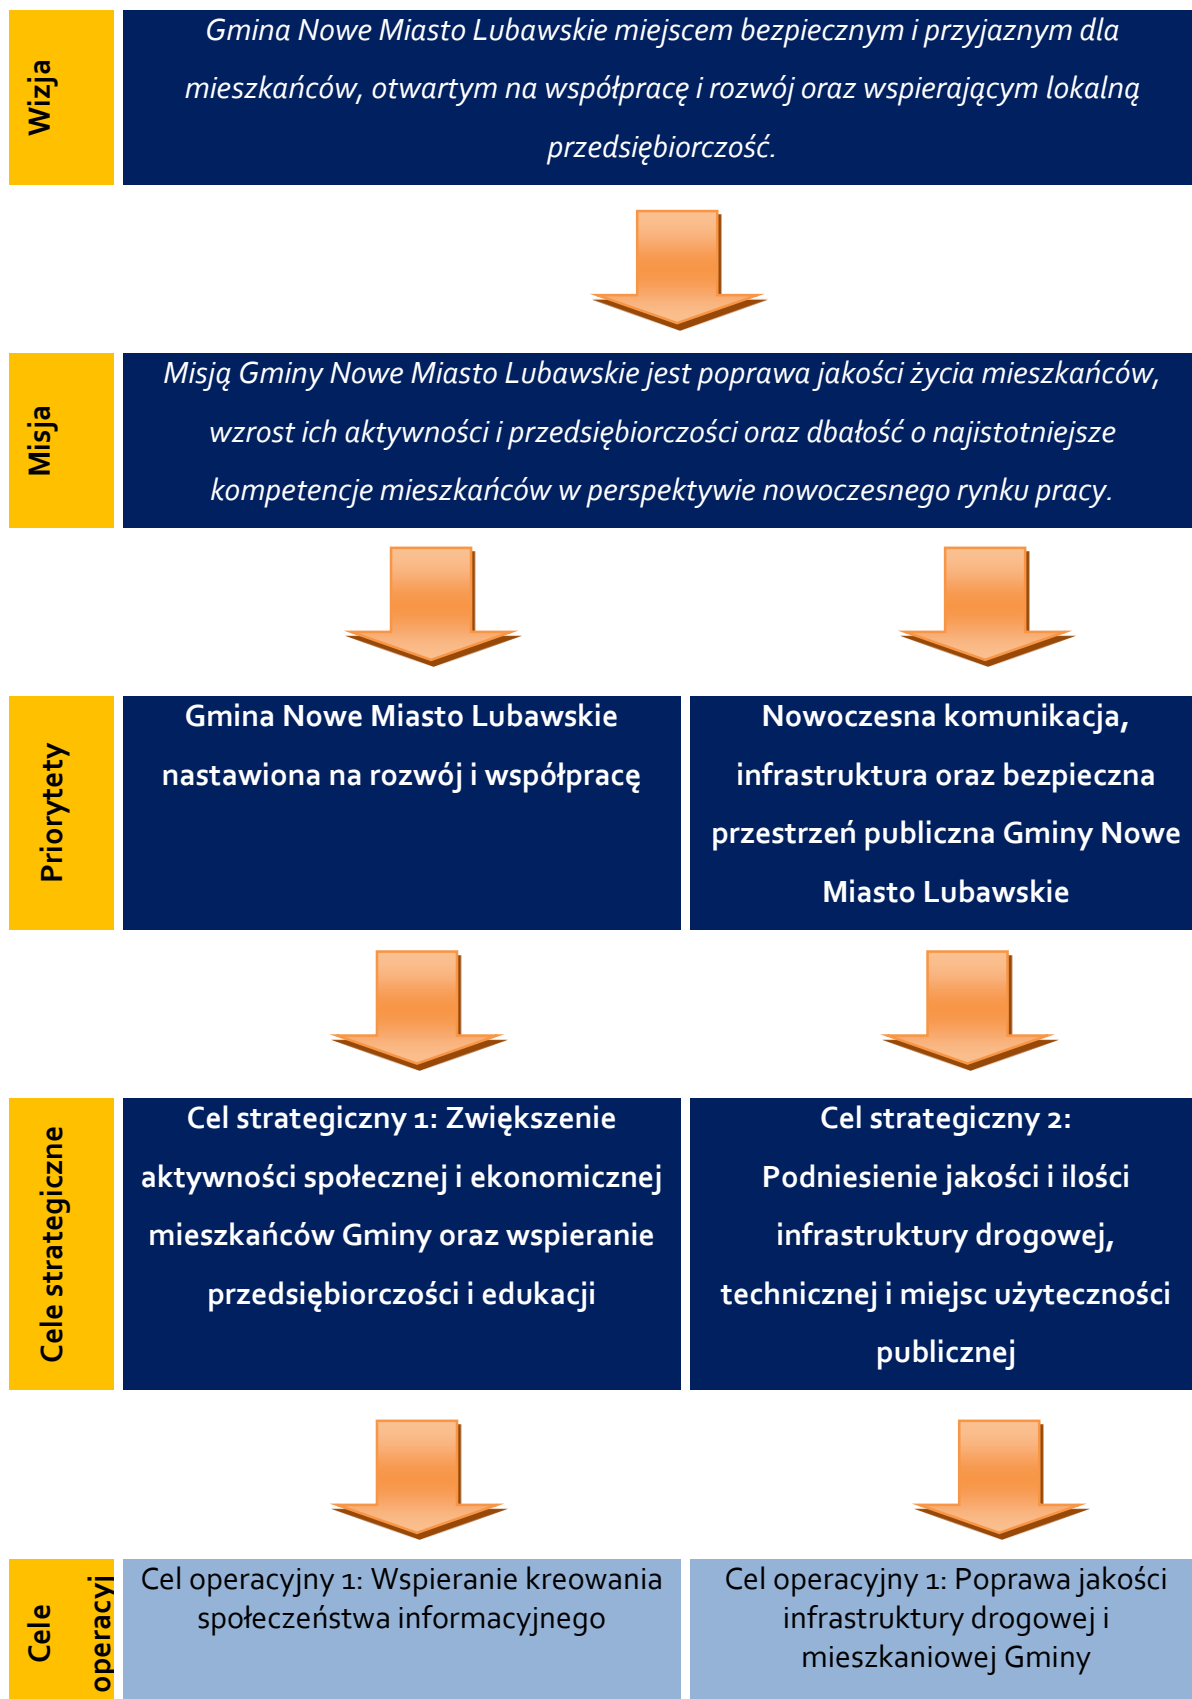 Wizja
Gmina Nowe Miasto Lubawskie miejscem bezpiecznym i przyjaznym dla
mieszkańców, otwartym na współpracę i rozwój oraz wspierającym lokalną
przedsiębiorczość.
Misja
Misją Gminy Nowe Miasto Lubawskie jest poprawa jakości życia mieszkańców,
wzrost ich aktywności i przedsiębiorczości oraz dbałość o najistotniejsze
kompetencje mieszkańców w perspektywie nowoczesnego rynku pracy.
Priorytety
Gmina Nowe Miasto Lubawskie
nastawiona na rozwój i współpracę
Nowoczesna komunikacja,
infrastruktura oraz bezpieczna
przestrzeń publiczna Gminy Nowe
Miasto Lubawskie
Cele strategiczne
Cel strategiczny 1: Zwiększenie
aktywności społecznej i ekonomicznej
mieszkańców Gminy oraz wspieranie
przedsiębiorczości i edukacji
Cel strategiczny 2:
Podniesienie jakości i ilości
infrastruktury drogowej,
technicznej i miejsc użyteczności
publicznej
Cele
operacyj
Cel operacyjny 1: Wspieranie kreowania
społeczeństwa informacyjnego
Cel operacyjny 1: Poprawa jakości
infrastruktury drogowej i
mieszkaniowej Gminy